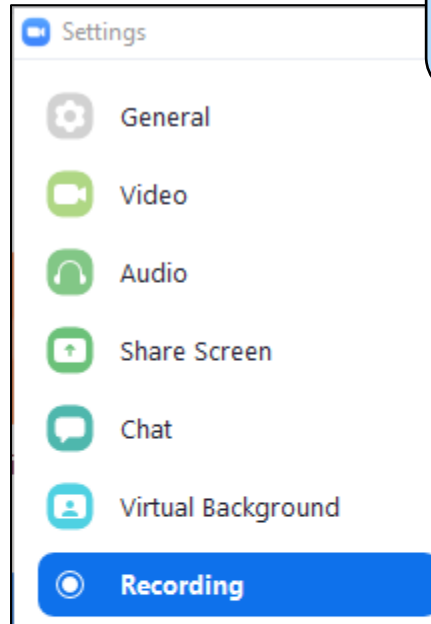 Settings
General
Video
Audio
Share Screen
Chat
Virtual Background
Recording